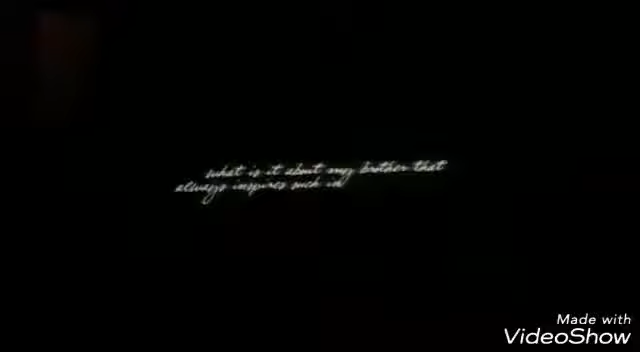 what is it about my brother that
always inspires such
Made with
VideoShow